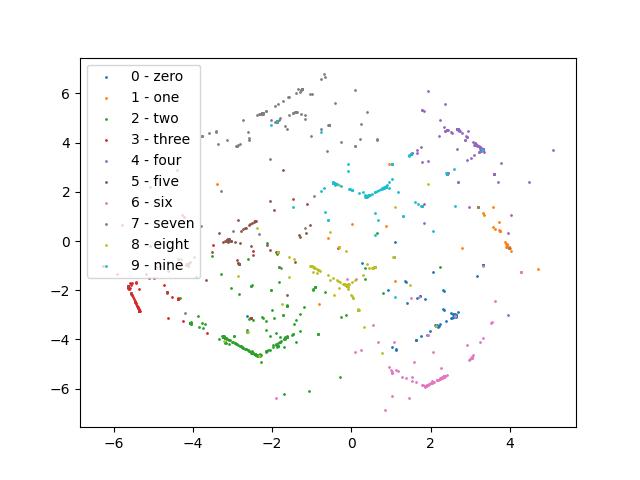 0 - zero
1 - one
2 - two
3 - three
4 - four
5 - five
6 - six
7 - seven
8 - eight
9 - nine
6
4
2
0
−2
−4
−6
−6 −4 −2 0 2 4